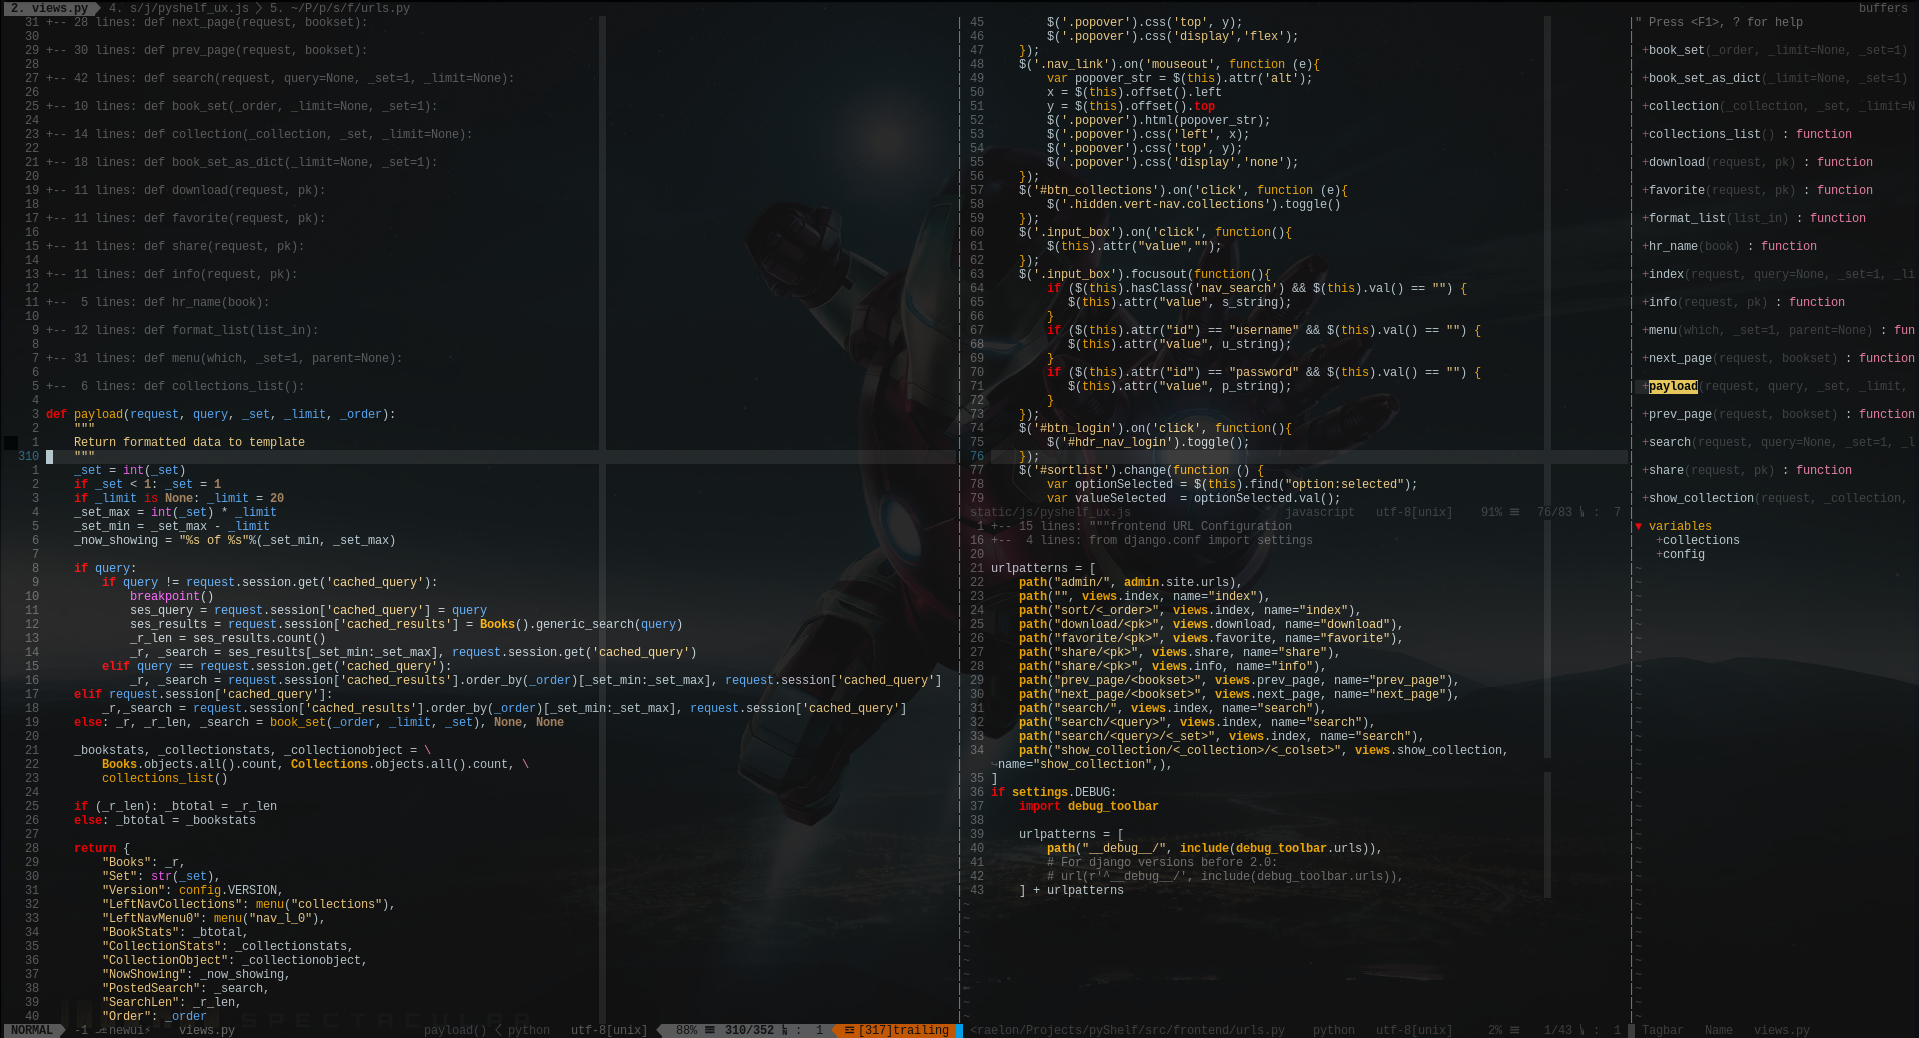 2. views.py  4. s/j/pyshelf_ux.js  5. ~/P/p/s/f/urls.py
buffers
31 +-- 28 lines: def next_page(request, bookset):
30
29 +-- 30 lines: def prev_page(request, bookset):
28
27 +-- 42 lines: def search(request, query=None, _set=1, _limit=None):
26
25 +-- 10 lines: def book_set(_order, _limit=None, _set=1):
24
23 +-- 14 lines: def collection(_collection, _set, _limit=None):
22
21 +-- 18 lines: def book_set_as_dict(_limit=None, _set=1):
20
19 +-- 11 lines: def download(request, pk):
18
17 +-- 11 lines: def favorite(request, pk):
16
15 +-- 11 lines: def share(request, pk):
14
13 +-- 11 lines: def info(request, pk):
12
11 +--  5 lines: def hr_name(book):
10
9 +-- 12 lines: def format_list(list_in):
8
7 +-- 31 lines: def menu(which, _set=1, parent=None):
6
5 +--  6 lines: def collections_list():
4
3 def payload(request, query, _set, _limit, _order):
2     """
1     Return formatted data to template
310     """
1     _set = int(_set)
2     if _set < 1: _set = 1
3     if _limit is None: _limit = 20
4     _set_max = int(_set) * _limit
5     _set_min = _set_max - _limit
6     _now_showing = "%s of %s"%(_set_min, _set_max)
7
8     if query:
9         if query != request.session.get('cached_query'):
10             breakpoint()
11             ses_query = request.session['cached_query'] = query
12             ses_results = request.session['cached_results'] = Books().generic_search(query)
13             _r_len = ses_results.count()
14             _r, _search = ses_results[_set_min:_set_max], request.session.get('cached_query')
15         elif query == request.session.get('cached_query'):
16             _r, _search = request.session['cached_results'].order_by(_order)[_set_min:_set_max], request.session['cached_query']
17     elif request.session['cached_query']:
18         _r,_search = request.session['cached_results'].order_by(_order)[_set_min:_set_max], request.session['cached_query']
19     else: _r, _r_len, _search = book_set(_order, _limit, _set), None, None
20
21     _bookstats, _collectionstats, _collectionobject = \
22         Books.objects.all().count, Collections.objects.all().count, \
23         collections_list()
24
25     if (_r_len): _btotal = _r_len
26     else: _btotal = _bookstats
27
28     return {
29         "Books": _r,
30         "Set": str(_set),
31         "Version": config.VERSION,
32         "LeftNavCollections": menu("collections"),
33         "LeftNavMenu0": menu("nav_l_0"),
34         "BookStats": _btotal,
35         "CollectionStats": _collectionstats,
36         "CollectionObject": _collectionobject,
37         "NowShowing": _now_showing,
38         "PostedSearch": _search,
39         "SearchLen": _r_len,
40         "Order": _order
SPECTACULAR
NORMAL  -1  newui  views.py  payload()  python  utf-8[unix]  88%  310/352  :  1  [317]trailing
45         $('.popover').css('top', y);
46         $('.popover').css('display','flex');
47     });
48     $('.nav_link').on('mouseout', function (e){
49         var popover_str = $(this).attr('alt');
50         x = $(this).offset().left
51         y = $(this).offset().top
52         $('.popover').html(popover_str);
53         $('.popover').css('left', x);
54         $('.popover').css('top', y);
55         $('.popover').css('display','none');
56     });
57     $('#btn_collections').on('click', function (e){
58         $('.hidden.vert-nav.collections').toggle()
59     });
60     $('.input_box').on('click', function(){
61         $(this).attr("value","");
62     });
63     $('.input_box').focusout(function(){
64         if ($(this).hasClass('nav_search') && $(this).val() == "") {
65            $(this).attr("value", s_string);
66         }
67         if ($(this).attr("id") == "username" && $(this).val() == "") {
68            $(this).attr("value", u_string);
69         }
70         if ($(this).attr("id") == "password" && $(this).val() == "") {
71            $(this).attr("value", p_string);
72         }
73     });
74     $('#btn_login').on('click', function(){
75         $('#hdr_nav_login').toggle();
76     });
77     $('#sortlist').change(function () {
78         var optionSelected = $(this).find("option:selected");
79         var valueSelected  = optionSelected.val();
static/js/pyshelf_ux.js  javascript  utf-8[unix]  91%  76/83  :  7
1 +-- 15 lines: """frontend URL Configuration
16 +--  4 lines: from django.conf import settings
20
21 urlpatterns = [
22     path("admin/", admin.site.urls),
23     path("", views.index, name="index"),
24     path("sort/<_order>", views.index, name="index"),
25     path("download/<pk>", views.download, name="download"),
26     path("favorite/<pk>", views.favorite, name="favorite"),
27     path("share/<pk>", views.share, name="share"),
28     path("share/<pk>", views.info, name="info"),
29     path("prev_page/<bookset>", views.prev_page, name="prev_page"),
30     path("next_page/<bookset>", views.next_page, name="next_page"),
31     path("search/", views.index, name="search"),
32     path("search/<query>", views.index, name="search"),
33     path("search/<query>/<_set>", views.index, name="search"),
34     path("show_collection/<_collection>/<_colset>", views.show_collection,
name="show_collection",),
35 ]
36 if settings.DEBUG:
37     import debug_toolbar
38
39     urlpatterns = [
40         path("__debug__/", include(debug_toolbar.urls)),
41         # For django versions before 2.0:
42         # url(r'^__debug__/', include(debug_toolbar.urls)),
43     ] + urlpatterns
<raelon/Projects/pyShelf/src/frontend/urls.py  python  utf-8[unix]  2%  1/43  :  1
" Press <F1>, ? for help
+book_set(_order, _limit=None, _set=1)
+book_set_as_dict(_limit=None, _set=1)
+collection(_collection, _set, _limit=N
+collections_list() : function
+download(request, pk) : function
+favorite(request, pk) : function
+format_list(list_in) : function
+hr_name(book) : function
+index(request, query=None, _set=1, _li
+info(request, pk) : function
+menu(which, _set=1, parent=None) : fun
+next_page(request, bookset) : function
+payload(request, query, _set, _limit,
+prev_page(request, bookset) : function
+search(request, query=None, _set=1, _l
+share(request, pk) : function
+show_collection(request, _collection,
▼ variables
+collections
+config
Tagbar  Name  views.py